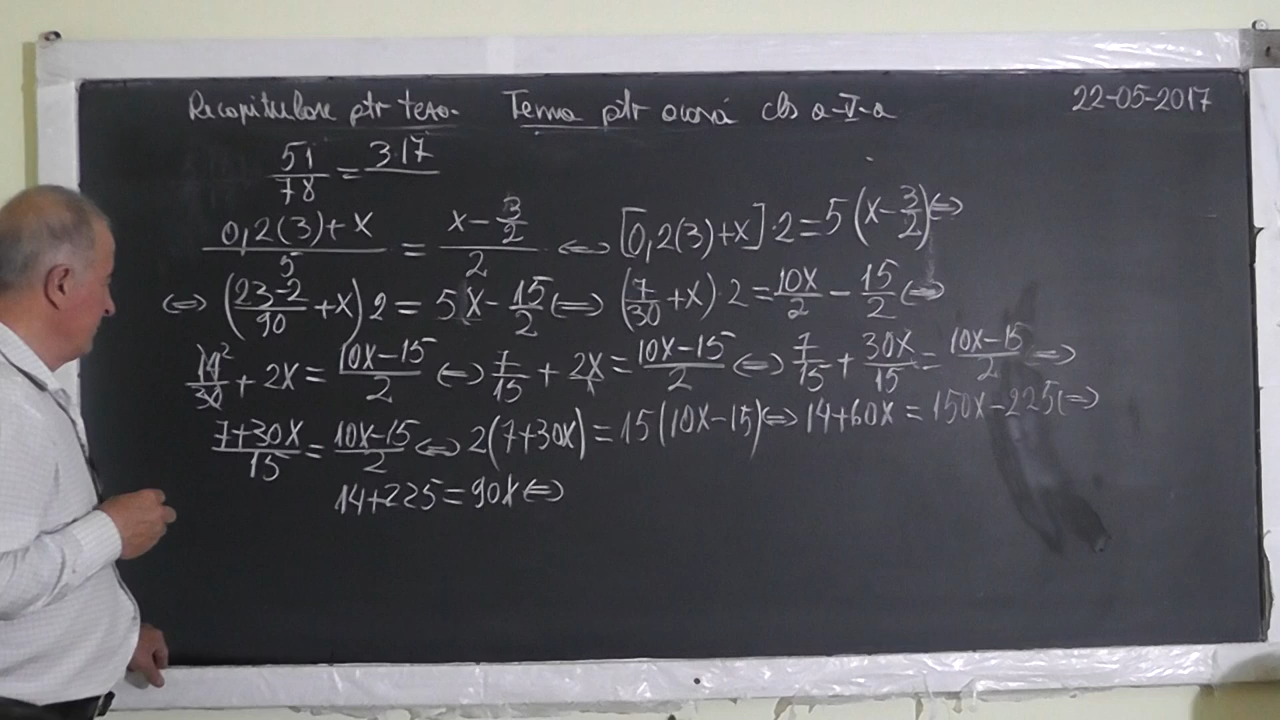 Recapitulare ptr teză. Temă ptr acasă cls a-V-a 22-05-2017
51/78 = 3·17/
(0,2(3)+x)/5 = (x-3/2)/2 ⇔ [0,2(3)+x]·2=5(x-3/2)⇔
⇔ ((23-2)/90+x)2 = 5x-15/2 ⇔ (7/30+x)·2=10x/2-15/2⇔
14²/30+2x=(10x-15)/2 ⇔ 7/15+2x=(10x-15)/2 ⇔ 7/15+30x/15=(10x-15)/2 ⇔
(7+30x)/15=(10x-15)/2 ⇔ 2(7+30x)=15(10x-15)⇔ 14+60x=150x-225⇔
14+225=90x⇔